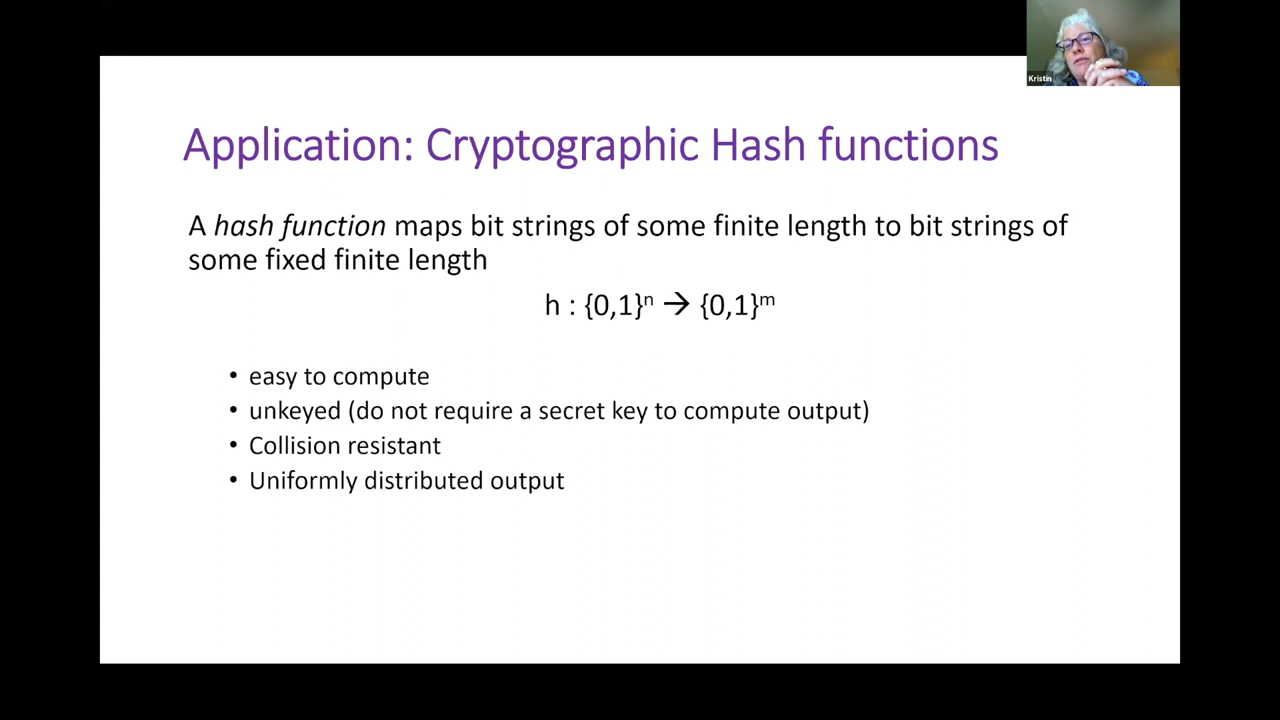 Kristin
Application: Cryptographic Hash functions
A hash function maps bit strings of some finite length to bit strings of
some fixed finite length
h : {0,1}ⁿ → {0,1}ᵐ
• easy to compute
• unkeyed (do not require a secret key to compute output)
• Collision resistant
• Uniformly distributed output